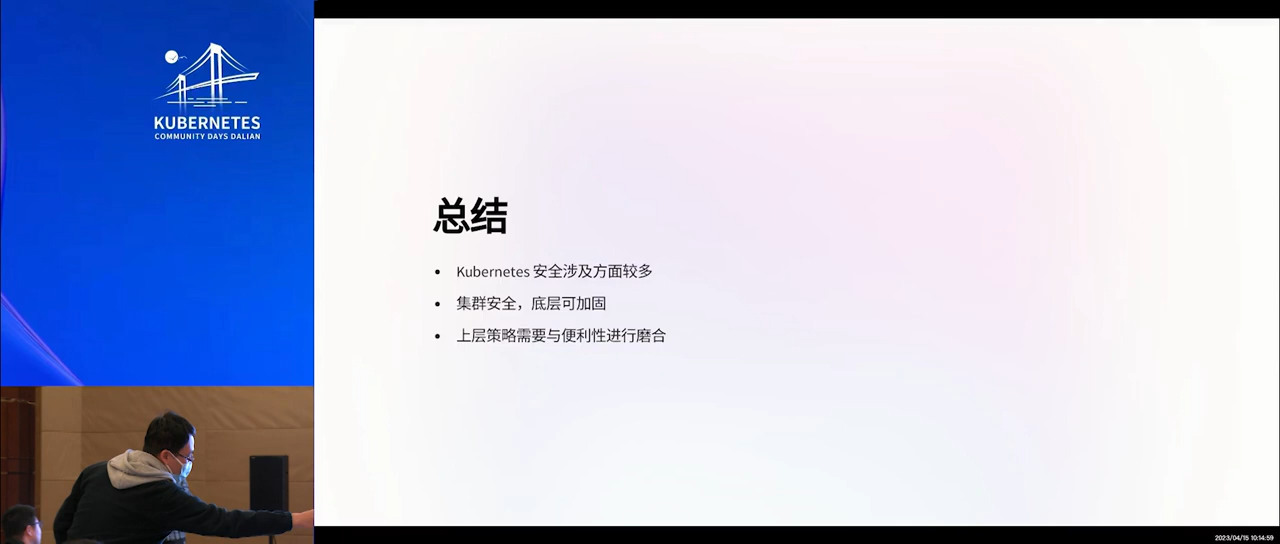 KUBERNETES
COMMUNITY DAYS DALIAN
总结
• Kubernetes 安全涉及方面较多
• 集群安全，底层可加固
• 上层策略需要与便利性进行磨合
2023/04/15 10:14:59